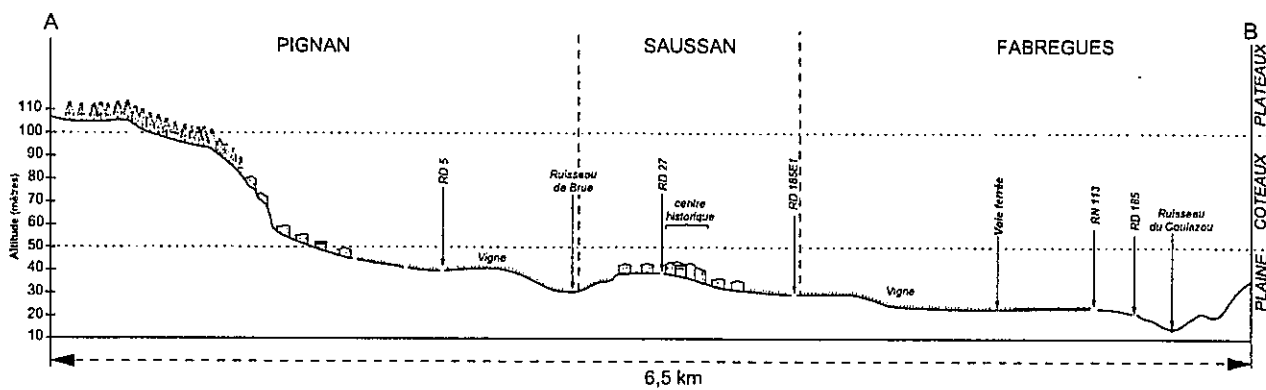 A
B
PIGNAN
SAUSSAN
FABREGUES
PLATEAUX
COTEAUX
PLAINE
Altitude (mètres)
110
100
90
80
70
60
50
40
30
20
10
RD 5
Ruisseau
de Brue
RD 27
centre
historique
RD 185E1
Voie ferrée
RN 113
RD 185
Ruisseau
du Coulazou
Vigne
Vigne
6,5 km